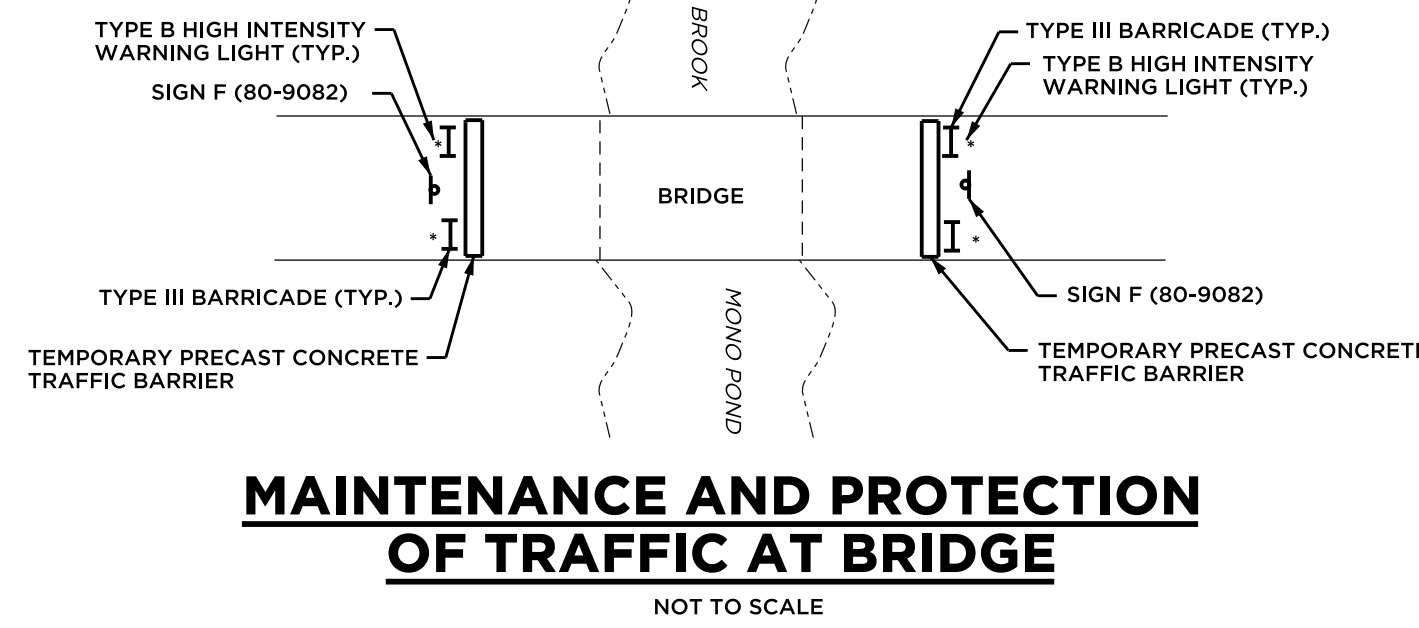 TYPE B HIGH INTENSITY
WARNING LIGHT (TYP.)
SIGN F (80-9082)
TYPE III BARRICADE (TYP.)
TEMPORARY PRECAST CONCRETE
TRAFFIC BARRIER
BROOK
BRIDGE
MONO POND
TYPE III BARRICADE (TYP.)
TYPE B HIGH INTENSITY
WARNING LIGHT (TYP.)
SIGN F (80-9082)
TEMPORARY PRECAST CONCRET
TRAFFIC BARRIER
* * * *
MAINTENANCE AND PROTECTION
OF TRAFFIC AT BRIDGE
NOT TO SCALE